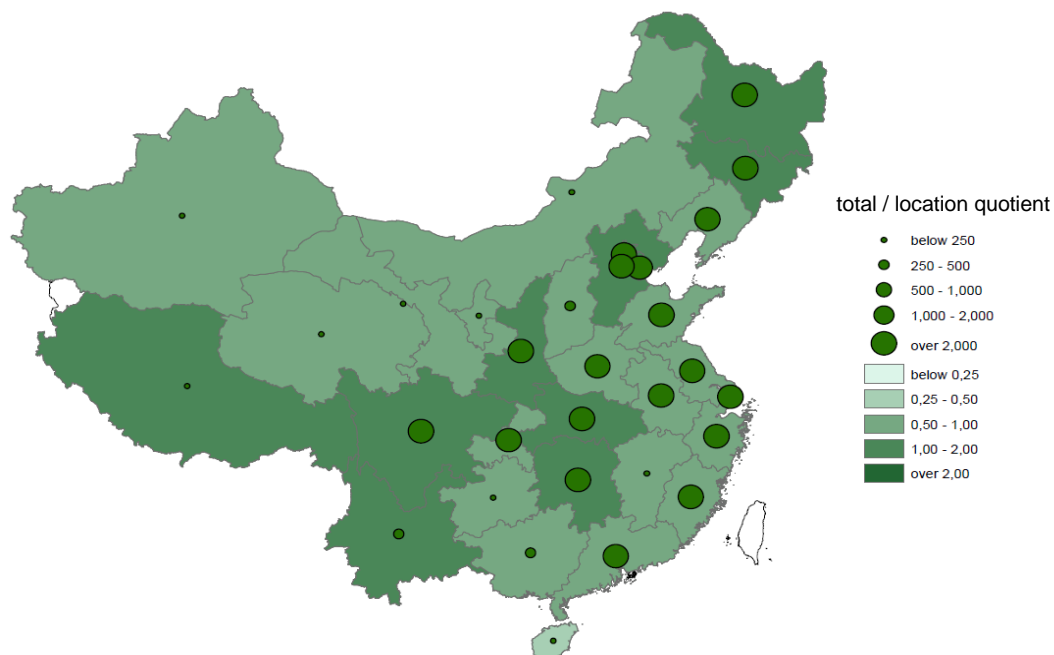 total / location quotient
below 250
250 - 500
500 - 1,000
1,000 - 2,000
over 2,000
below 0,25
0,25 - 0,50
0,50 - 1,00
1,00 - 2,00
over 2,00